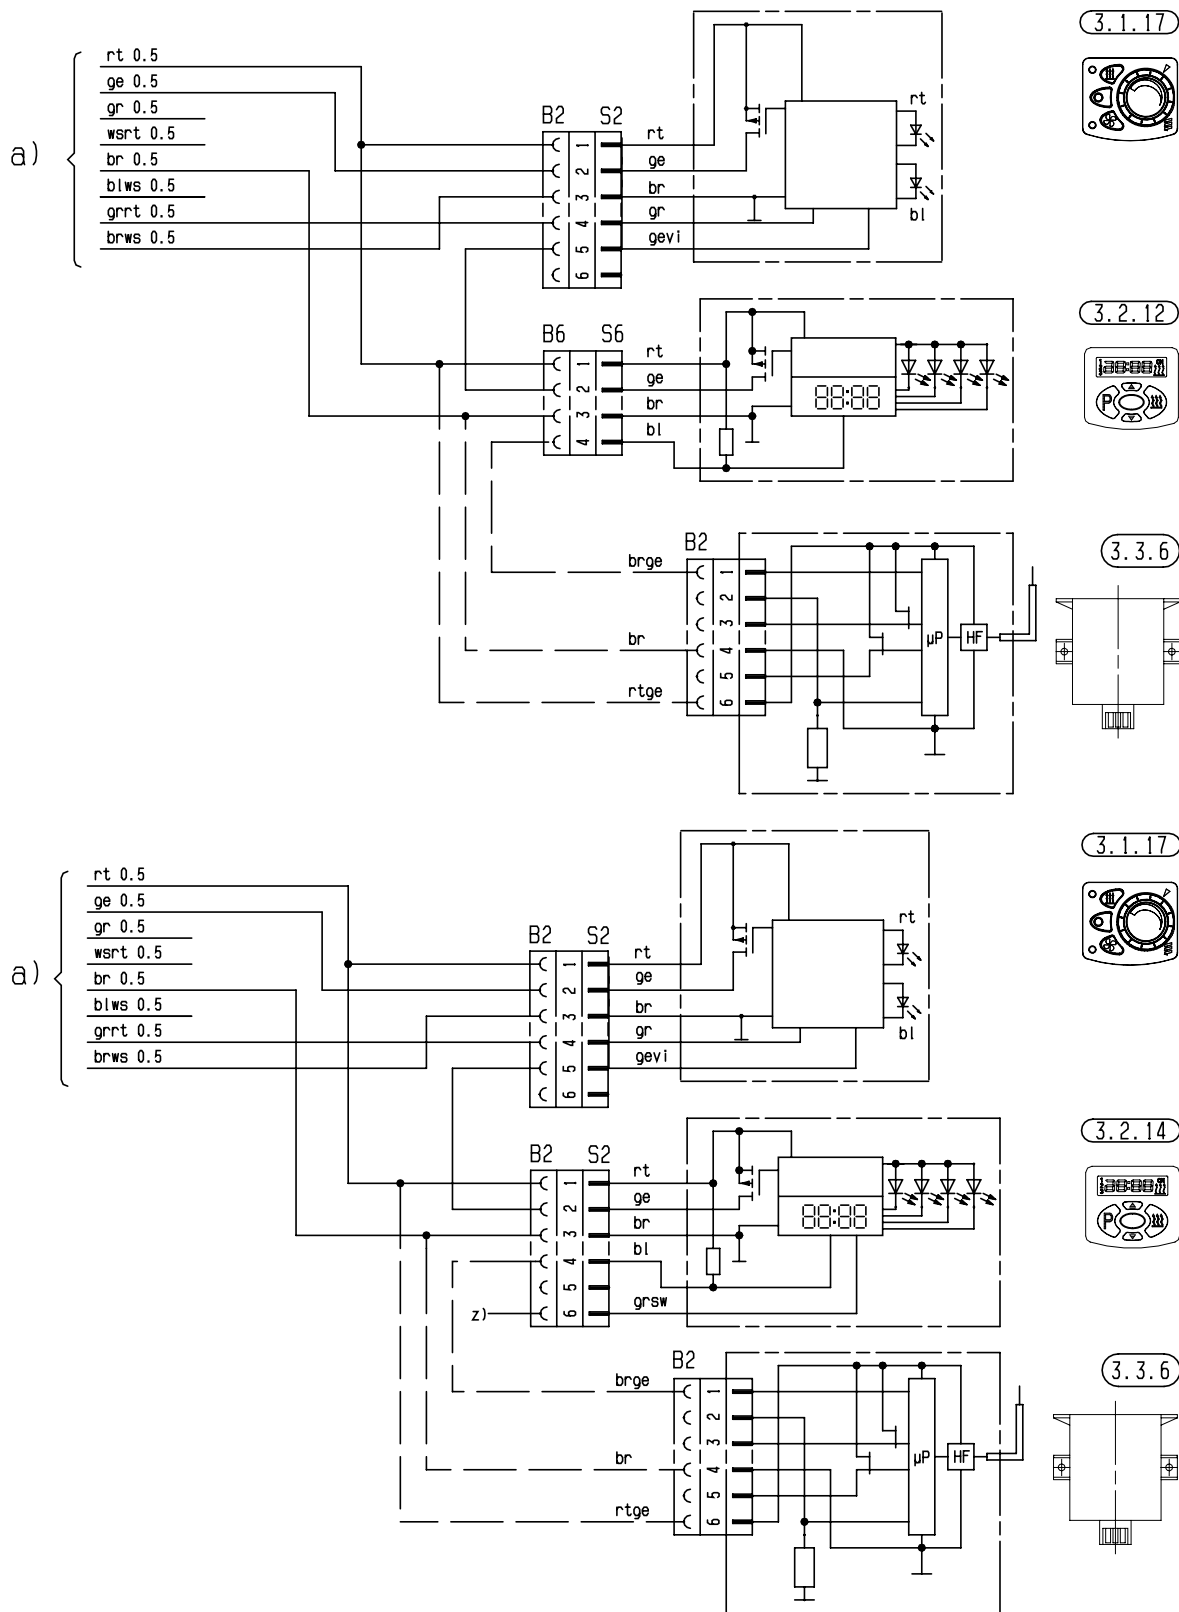 3.1.17
rt 0.5
ge 0.5
gr 0.5
wsrt 0.5
br 0.5
blws 0.5
grrt 0.5
brws 0.5
a)
B2 S2
1 rt
2 ge
3 br
4 gr
5 gevi
6
rt
bl
3.2.12
B6 S6
1 rt
2 ge
3 br
4 bl
88:88
P
3.3.6
B2
brge 1
2
3
br 4
5
rtge 6
µP
HF
3.1.17
rt 0.5
ge 0.5
gr 0.5
wsrt 0.5
br 0.5
blws 0.5
grrt 0.5
brws 0.5
a)
B2 S2
1 rt
2 ge
3 br
4 gr
5 gevi
6
rt
bl
3.2.14
B2 S2
1 rt
2 ge
3 br
4 bl
5
z) 6 grsw
88:88
P
3.3.6
B2
brge 1
2
3
br 4
5
rtge 6
µP
HF